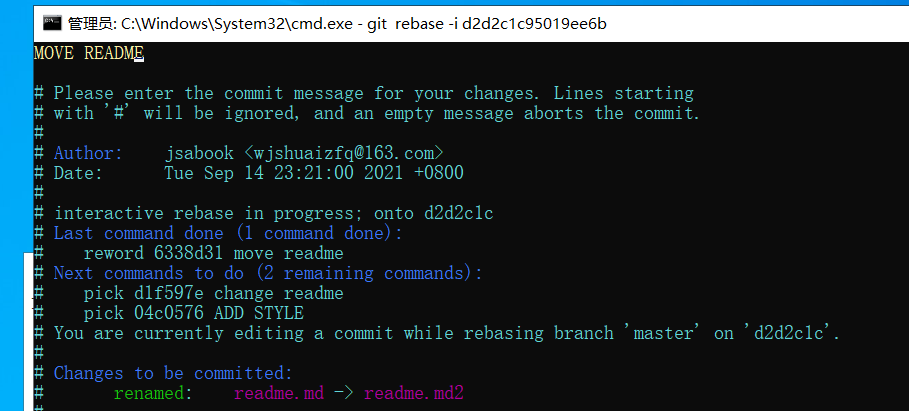 管理员: C:\Windows\System32\cmd.exe - git  rebase -i d2d2c1c95019ee6b
MOVE README
# Please enter the commit message for your changes. Lines starting
# with '#' will be ignored, and an empty message aborts the commit.
#
# Author:    jsabook <wjshuaizfq@163.com>
# Date:      Tue Sep 14 23:21:00 2021 +0800
#
# interactive rebase in progress; onto d2d2c1c
# Last command done (1 command done):
#    reword 6338d31 move readme
# Next commands to do (2 remaining commands):
#    pick d1f597e change readme
#    pick 04c0576 ADD STYLE
# You are currently editing a commit while rebasing branch 'master' on 'd2d2c1c'.
#
# Changes to be committed:
#       renamed:    readme.md -> readme.md2
#